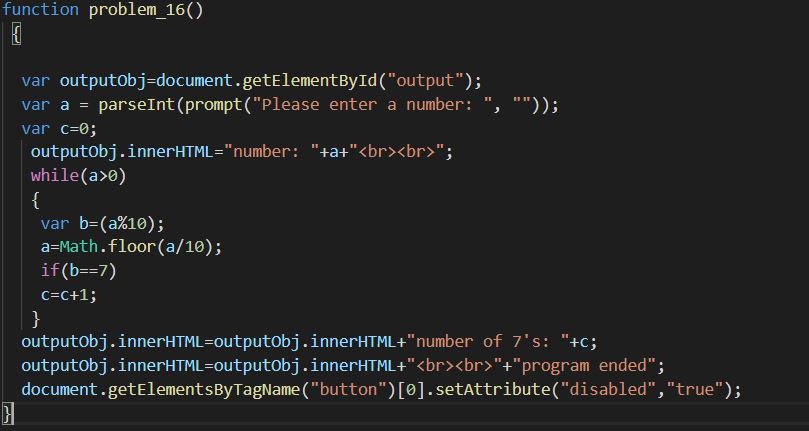 function problem_16()
{
var outputObj=document.getElementById("output");
var a = parseInt(prompt("Please enter a number: ", ""));
var c=0;
outputObj.innerHTML="number: "+a+"<br><br>";
while(a>0)
{
var b=(a%10);
a=Math.floor(a/10);
if(b==7)
c=c+1;
}
outputObj.innerHTML=outputObj.innerHTML+"number of 7's: "+c;
outputObj.innerHTML=outputObj.innerHTML+"<br><br>"+"program ended";
document.getElementsByTagName("button")[0].setAttribute("disabled","true");
}